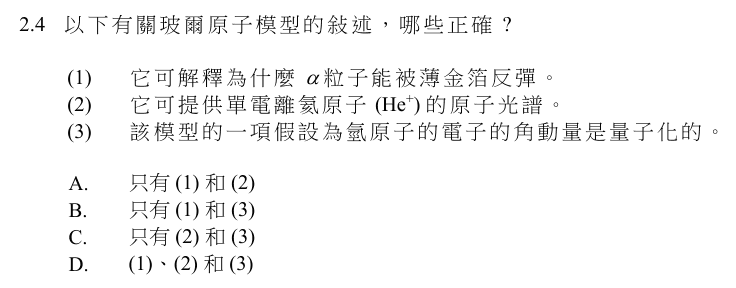 2.4 以下有關玻爾原子模型的敍述，哪些正確？
(1) 它可解釋為什麼 α粒子能被薄金箔反彈。
(2) 它可提供單電離氦原子 (He⁺) 的原子光譜。
(3) 該模型的一項假設為氫原子的電子的角動量是量子化的。
A. 只有 (1) 和 (2)
B. 只有 (1) 和 (3)
C. 只有 (2) 和 (3)
D. (1)、(2) 和 (3)